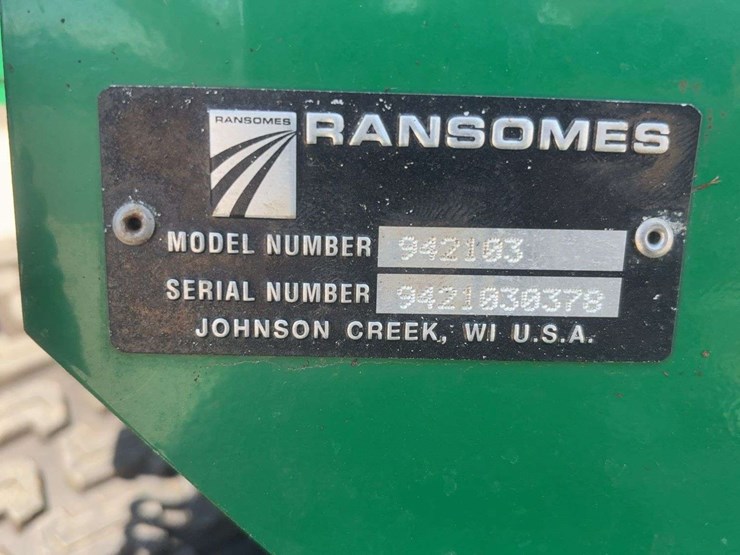 RANSOMES
RANSOMES
MODEL NUMBER 942103
SERIAL NUMBER 9421030378
JOHNSON CREEK, WI U.S.A.